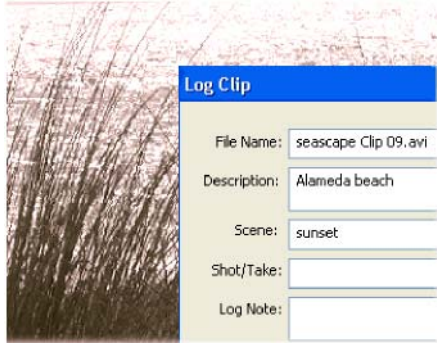 Log Clip
File Name: seascape Clip 09.avi
Description: Alameda beach
Scene: sunset
Shot/Take:
Log Note: